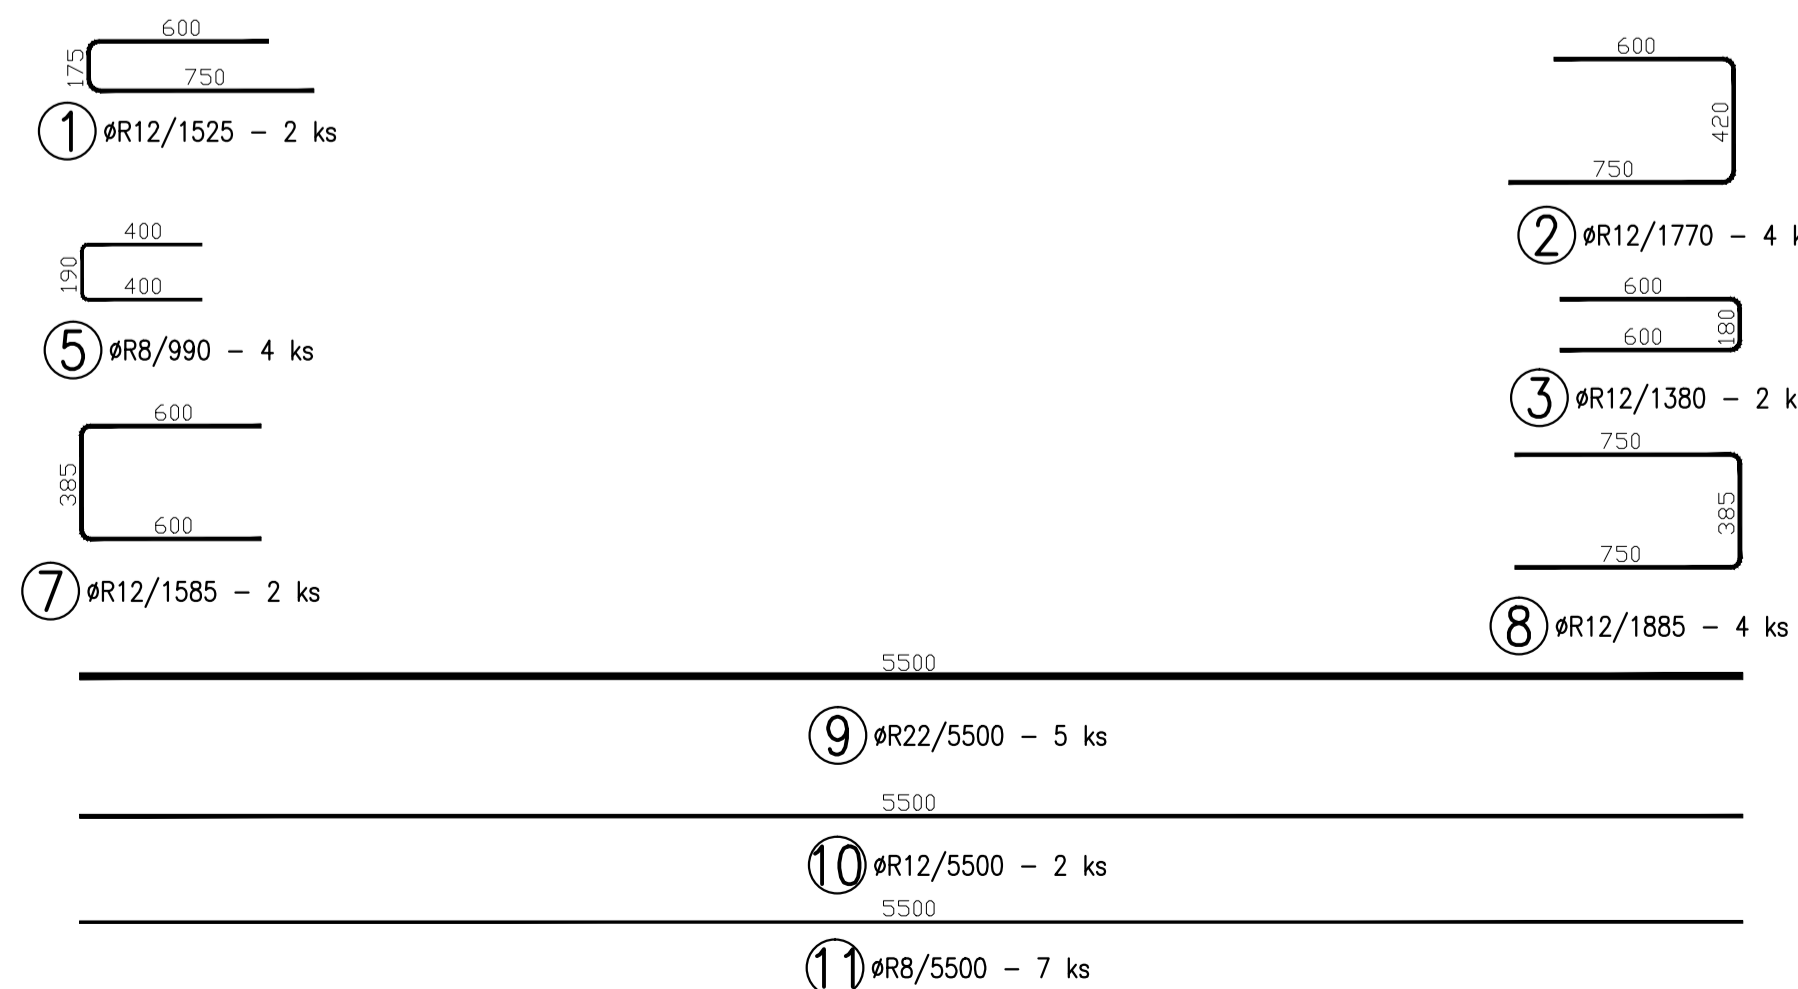 600
175
750
1 øR12/1525 – 2 ks
600
420
750
2 øR12/1770 – 4
400
190
400
5 øR8/990 – 4 ks
600
180
600
3 øR12/1380 – 2 k
600
385
600
7 øR12/1585 – 2 ks
750
385
750
8 øR12/1885 – 4 ks
5500
9 øR22/5500 – 5 ks
5500
10 øR12/5500 – 2 ks
5500
11 øR8/5500 – 7 ks